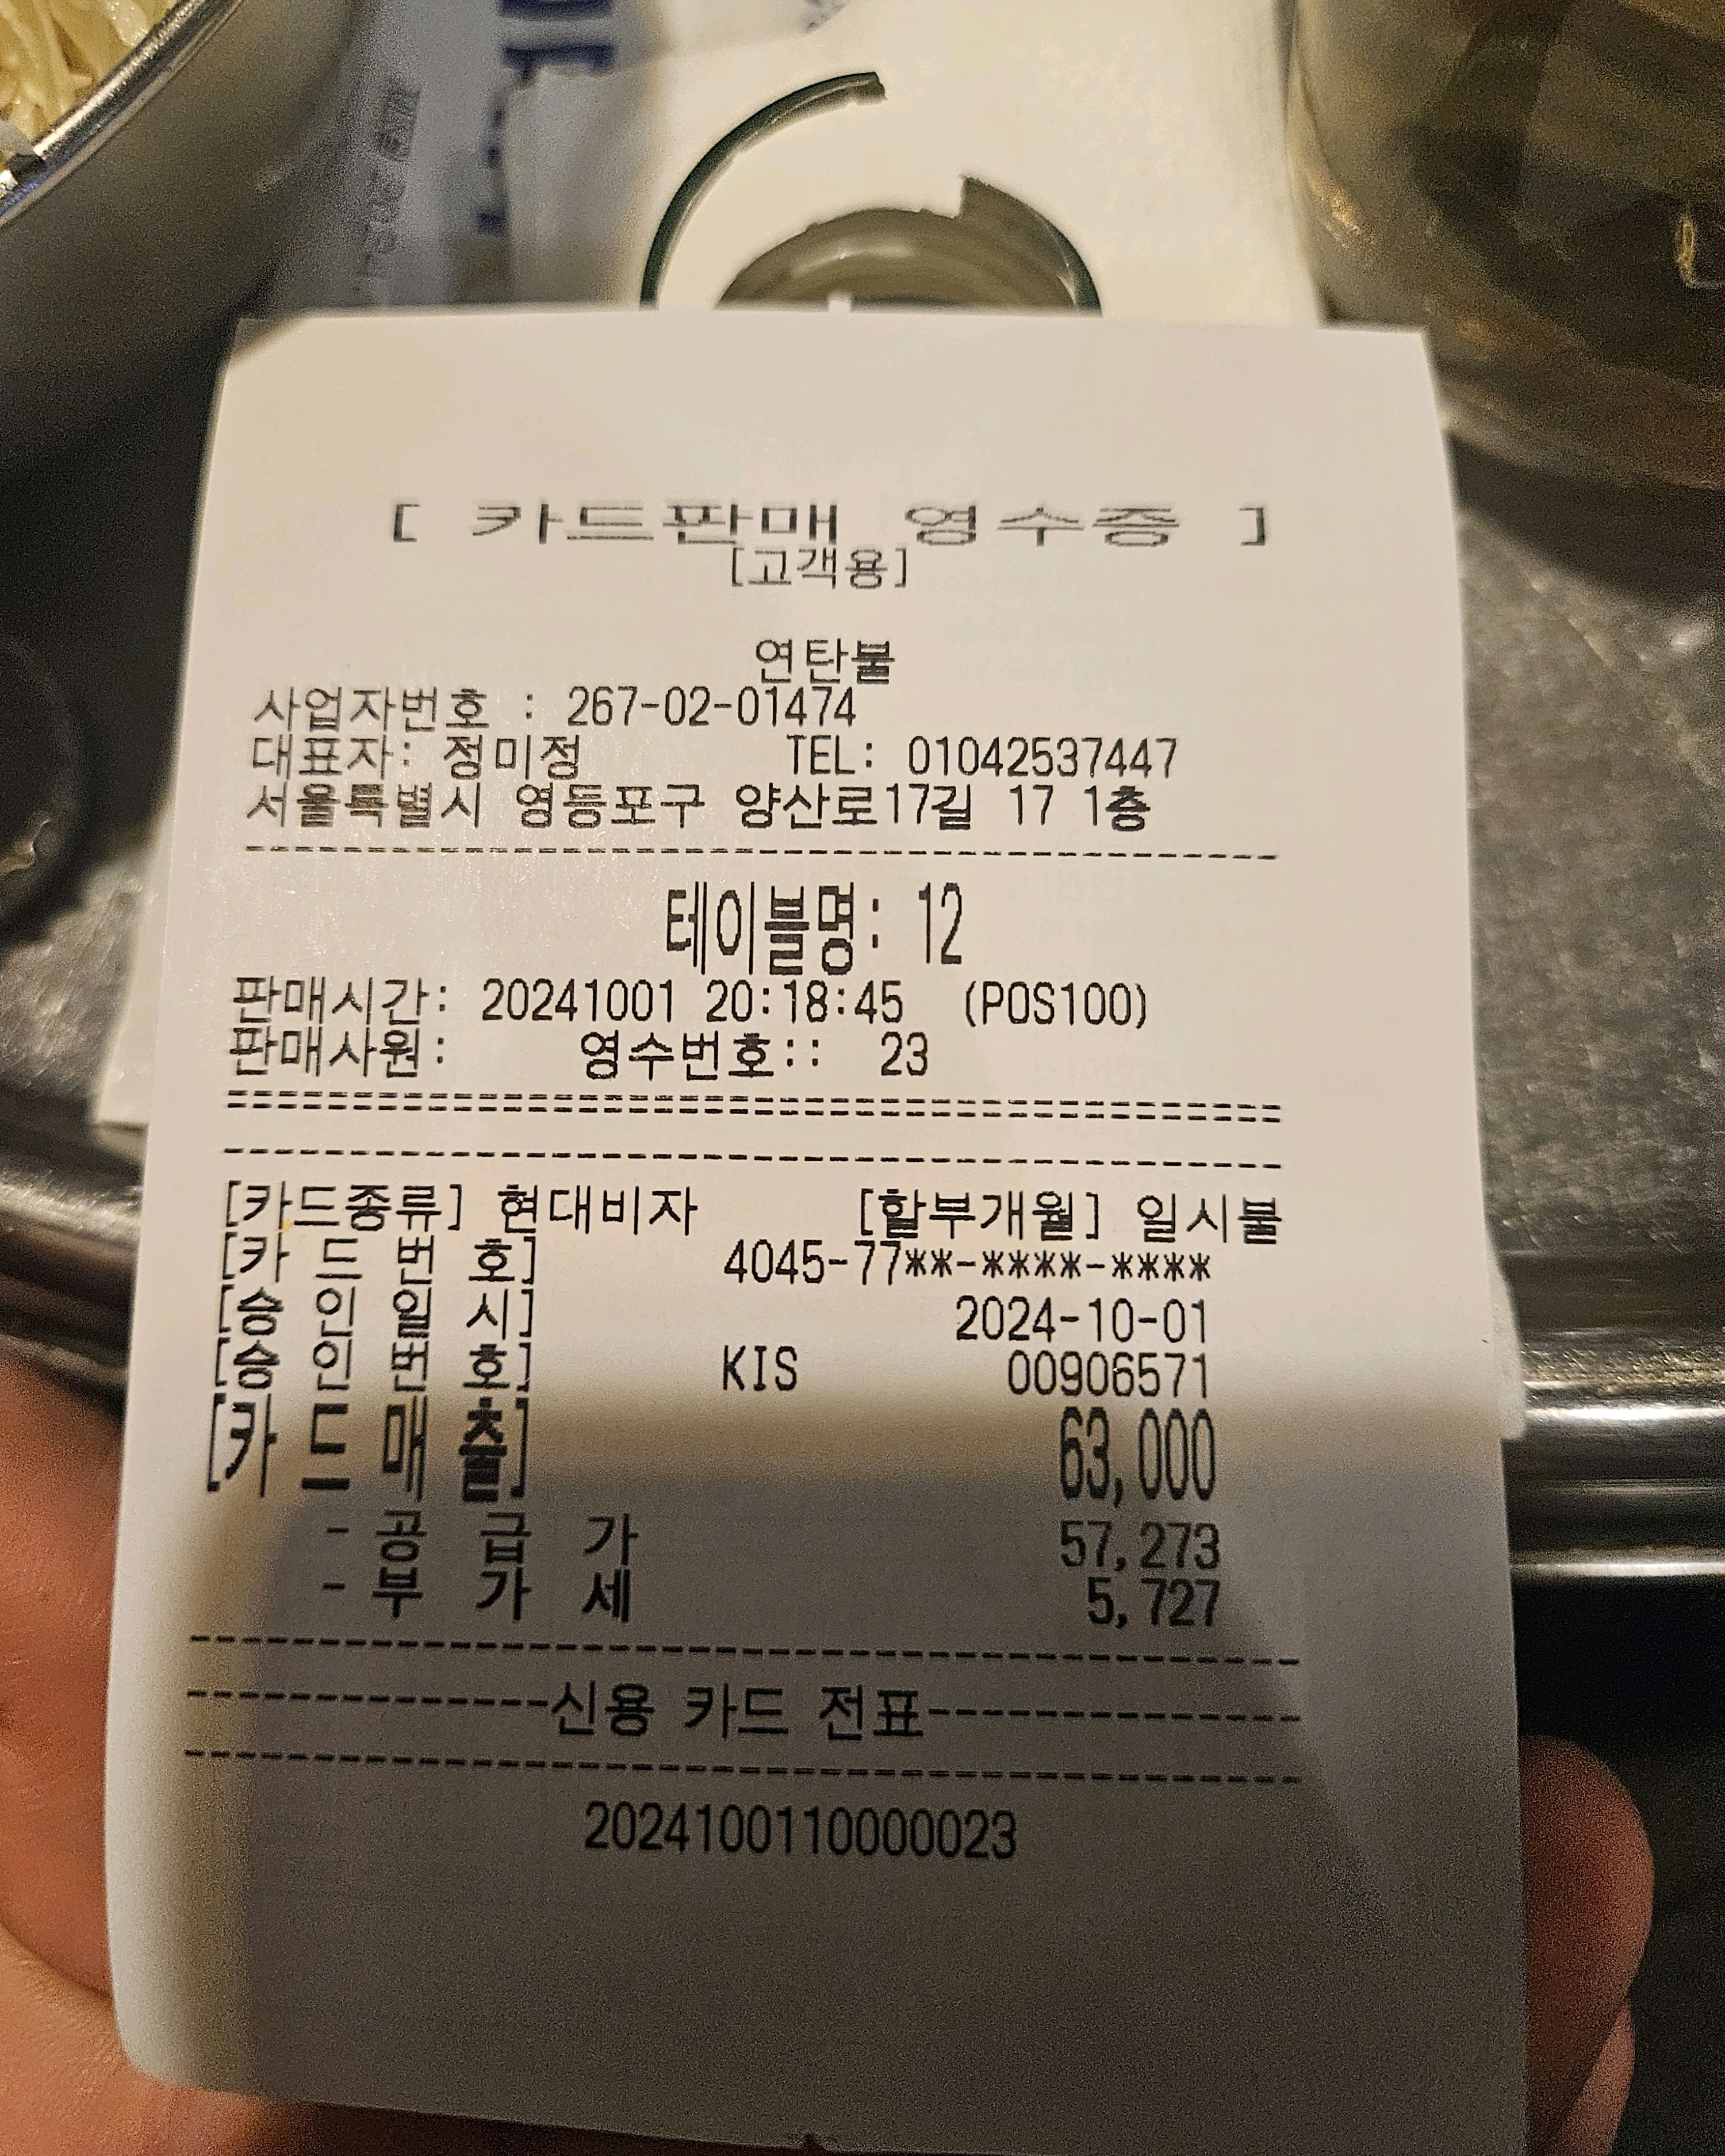 [ 카드판매 영수증 ]
[고객용]
연탄불
사업자번호 : 267-02-01474
대표자: 정미정 TEL: 01042537447
서울특별시 영등포구 양산로17길 17 1층
테이블명: 12
판매시간: 20241001 20:18:45 (POS100)
판매사원: 영수번호:: 23
[카드종류] 현대비자 [할부개월] 일시불
[카 드 번 호] 4045-77**-****-****
[승 인 일 시] 2024-10-01
[승 인 번 호] KIS 00906571
[카 드 매 출] 63,000
- 공 급 가 57,273
- 부 가 세 5,727
--------------신용 카드 전표--------------
2024100110000023